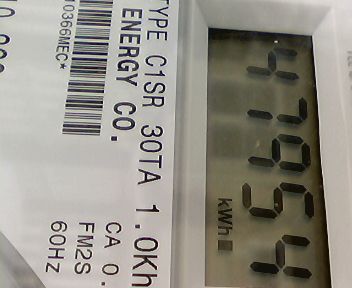 47854
kWh
TYPE C1SR 30TA 1.0Kh
ENERGY CO.
CA 0.
0366MEC*
FM2S
60HZ